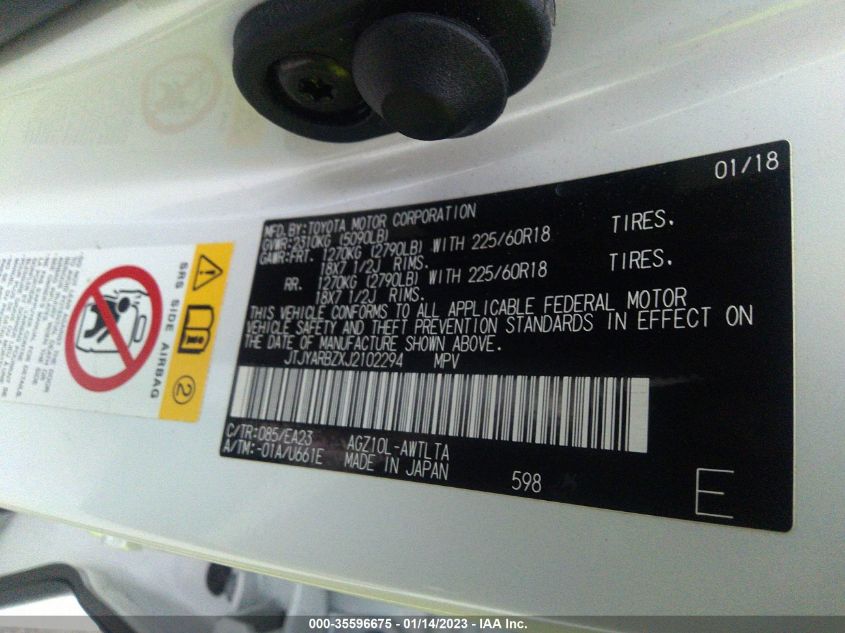 01/18
MFD.BY:TOYOTA MOTOR CORPORATION
GVWR:2310KG (5090LB)
GAWR:FRT. 1270KG (2790LB) WITH 225/60R18 TIRES.
18X7 1/2J RIMS.
RR. 1270KG (2790LB) WITH 225/60R18 TIRES.
18X7 1/2J RIMS.
THIS VEHICLE CONFORMS TO ALL APPLICABLE FEDERAL MOTOR
VEHICLE SAFETY AND THEFT PREVENTION STANDARDS IN EFFECT ON
THE DATE OF MANUFACTURE SHOWN ABOVE.
JTJYARBZXJ2102294 MPV
C/TR:085/EA23 AGZ10L-AWTLTA
A/TM:-01A/U661E MADE IN JAPAN
598
E
SRS SIDE AIRBAG
2
000-35596675 - 01/14/2023 - IAA Inc.